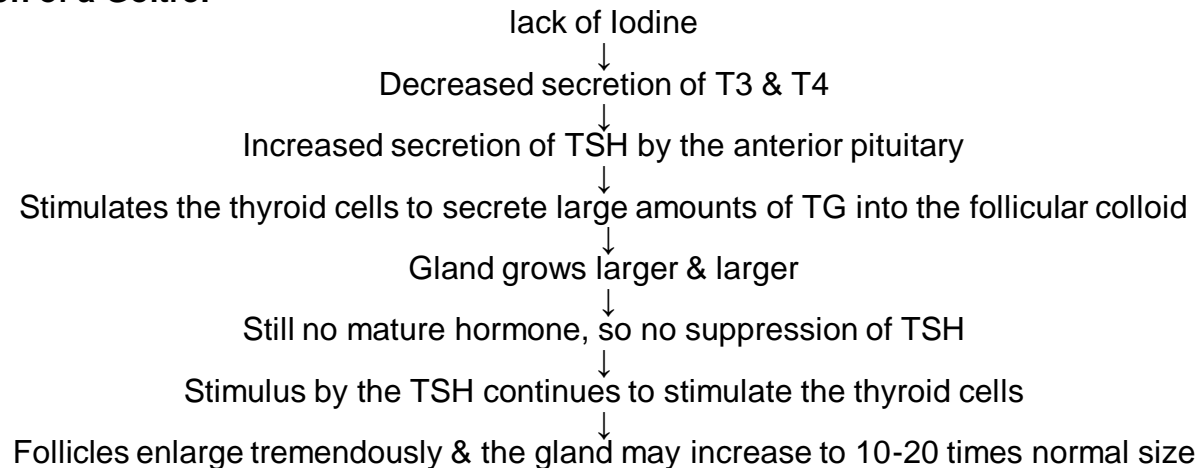 of a Goitre:
lack of Iodine
↓
Decreased secretion of T3 & T4
↓
Increased secretion of TSH by the anterior pituitary
↓
Stimulates the thyroid cells to secrete large amounts of TG into the follicular colloid
↓
Gland grows larger & larger
↓
Still no mature hormone, so no suppression of TSH
↓
Stimulus by the TSH continues to stimulate the thyroid cells
↓
Follicles enlarge tremendously & the gland may increase to 10-20 times normal size